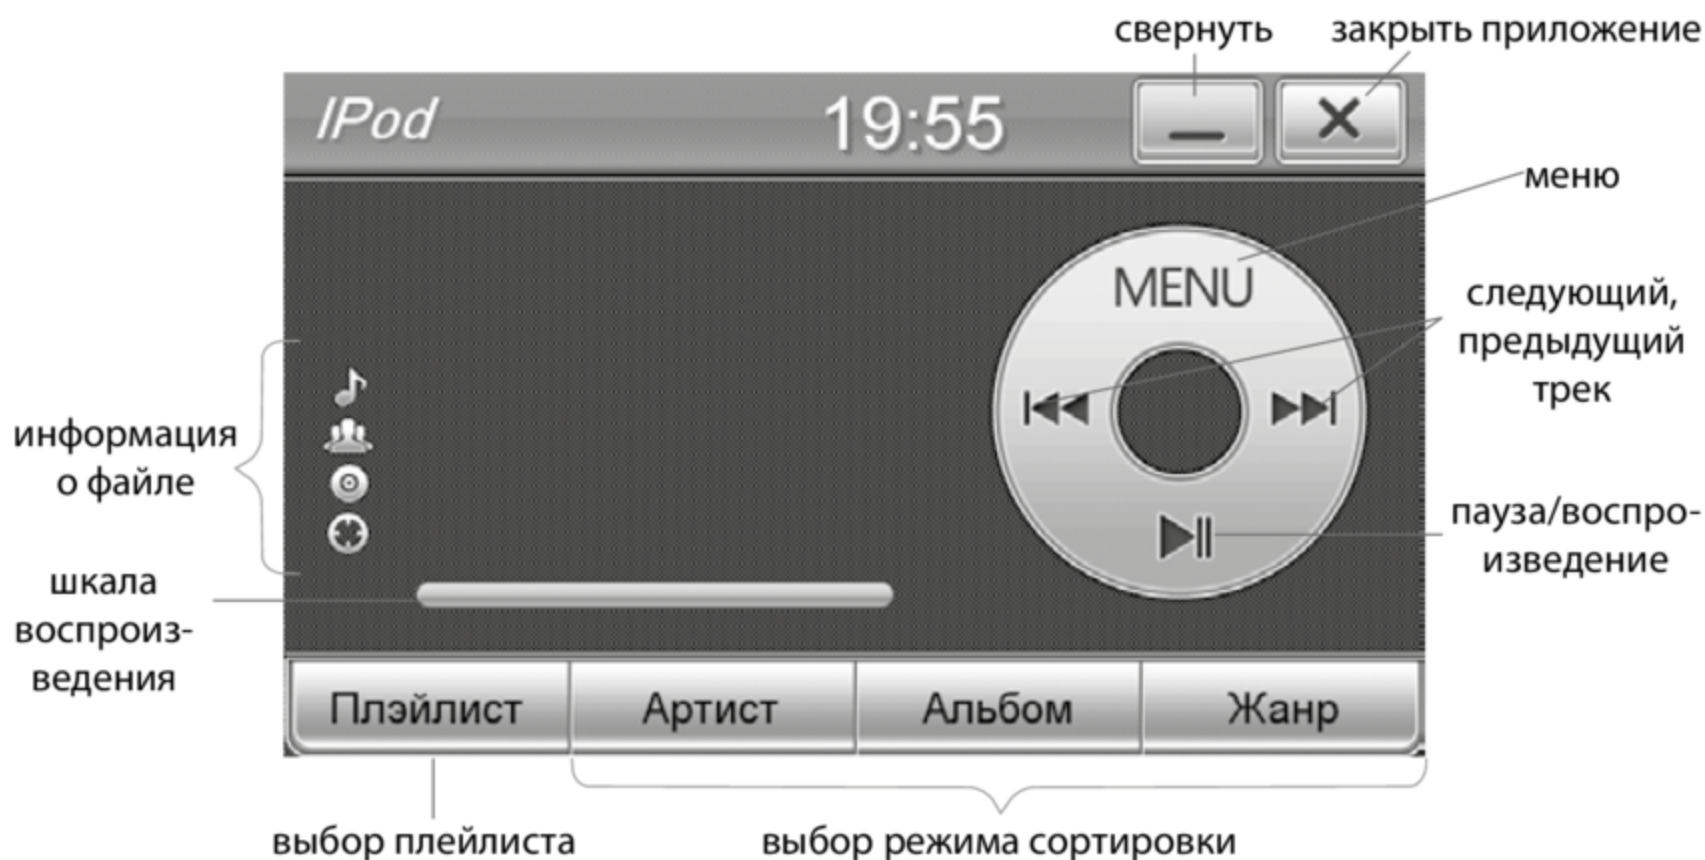 свернуть закрыть приложение
IPod 19:55
меню
MENU
следующий,
предыдущий
трек
информация
о файле
пауза/воспро-
изведение
шкала
воспроиз-
ведения
Плэйлист Артист Альбом Жанр
выбор плейлиста выбор режима сортировки